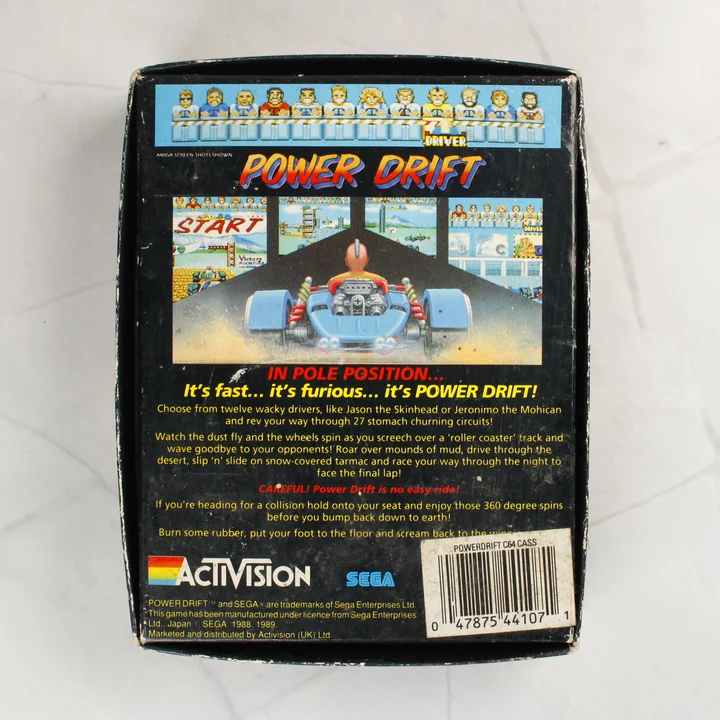 DRIVER
AMIGA SCREEN SHOTS SHOWN
POWER DRIFT
START
IN POLE POSITION...
It's fast... it's furious... it's POWER DRIFT!
Choose from twelve wacky drivers, like Jason the Skinhead or Jeronimo the Mohican
and rev your way through 27 stomach churning circuits!
Watch the dust fly and the wheels spin as you screech over a 'roller coaster' track and
wave goodbye to your opponents! Roar over mounds of mud, drive through the
desert, slip 'n' slide on snow-covered tarmac and race your way through the night to
face the final lap!
CAREFUL! Power Drift is no easy ride!
If you're heading for a collision hold onto your seat and enjoy those 360 degree spins
before you bump back down to earth!
Burn some rubber, put your foot to the floor and scream back to the
POWERDRIFT C64 CASS
0 47875 44107 1
ACTIVISION
SEGA
POWER DRIFT™ and SEGA® are trademarks of Sega Enterprises Ltd.
This game has been manufactured under licence from Sega Enterprises
Ltd., Japan SEGA 1988, 1989.
Marketed and distributed by Activision (UK) Ltd